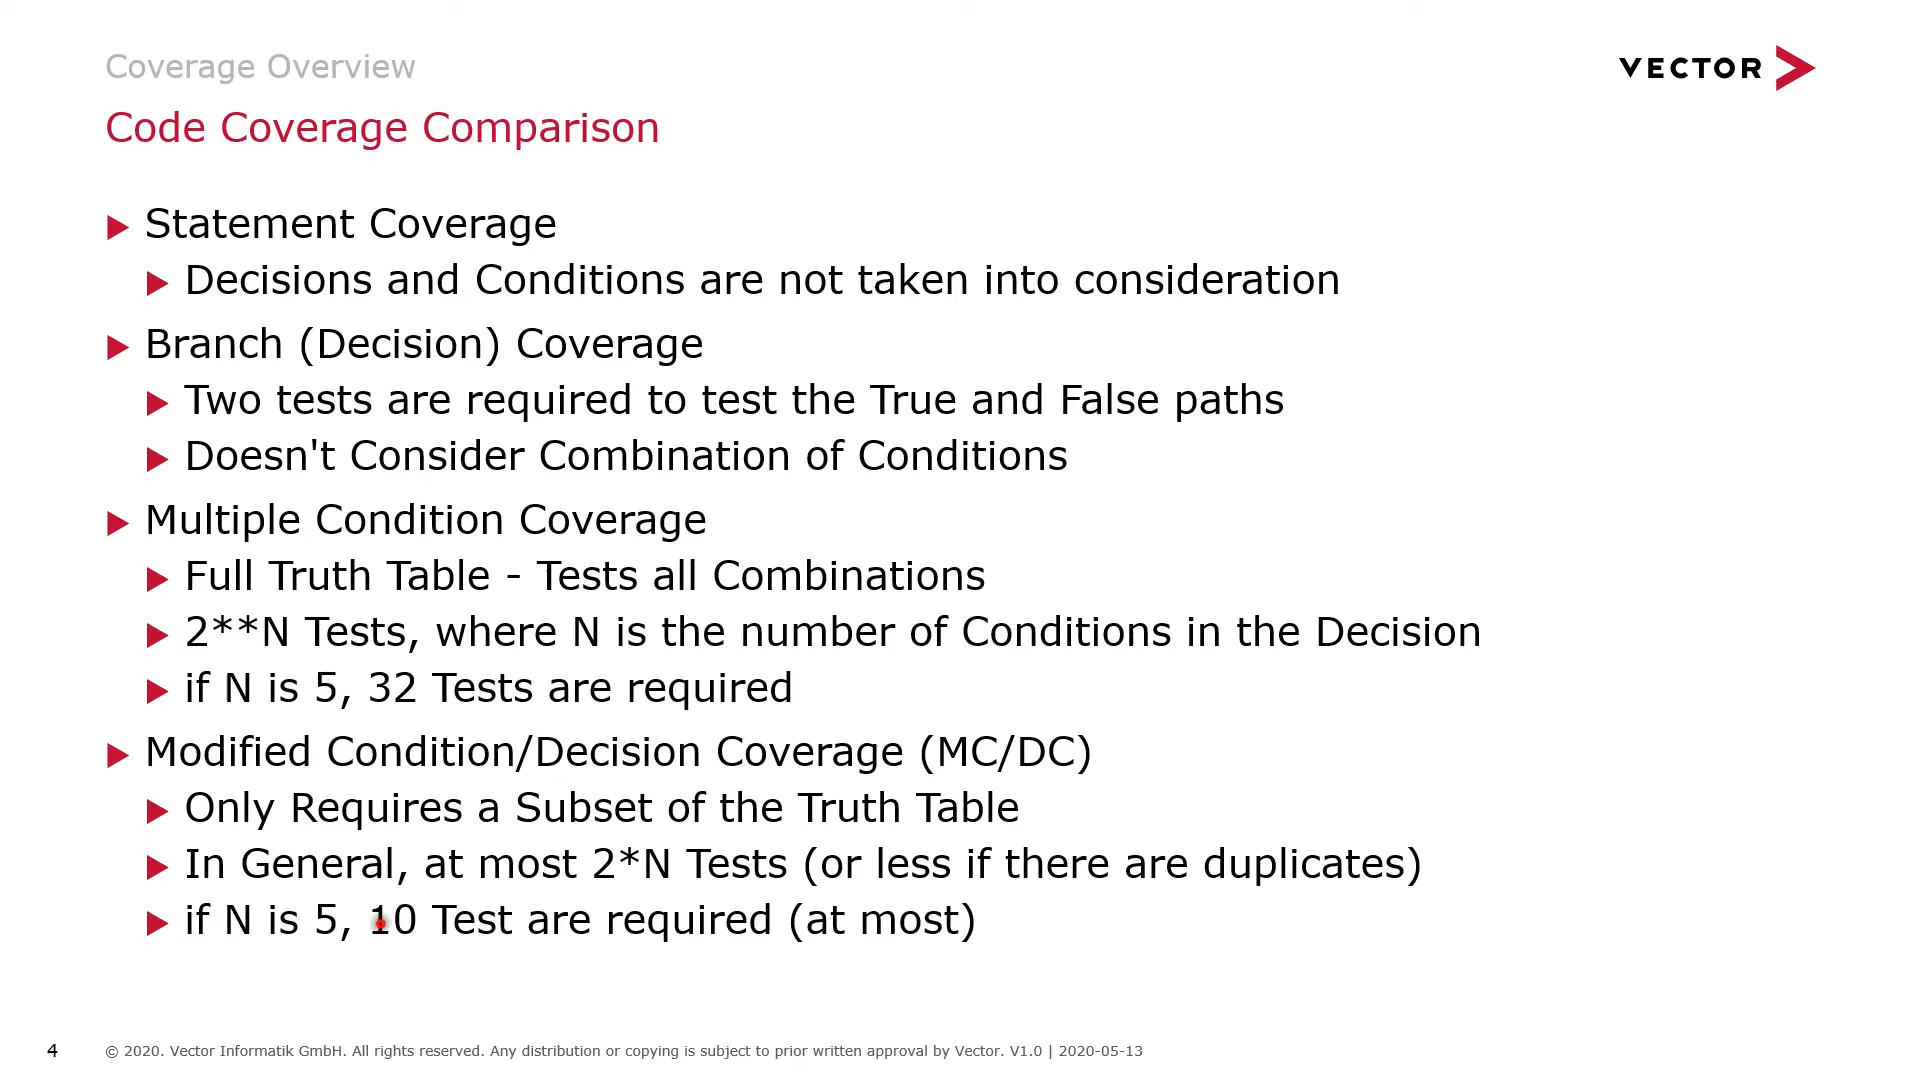 Coverage Overview
VECTOR
Code Coverage Comparison
Statement Coverage
Decisions and Conditions are not taken into consideration
Branch (Decision) Coverage
Two tests are required to test the True and False paths
Doesn't Consider Combination of Conditions
Multiple Condition Coverage
Full Truth Table - Tests all Combinations
2**N Tests, where N is the number of Conditions in the Decision
if N is 5, 32 Tests are required
Modified Condition/Decision Coverage (MC/DC)
Only Requires a Subset of the Truth Table
In General, at most 2*N Tests (or less if there are duplicates)
if N is 5, 10 Test are required (at most)
4 © 2020. Vector Informatik GmbH. All rights reserved. Any distribution or copying is subject to prior written approval by Vector. V1.0 | 2020-05-13